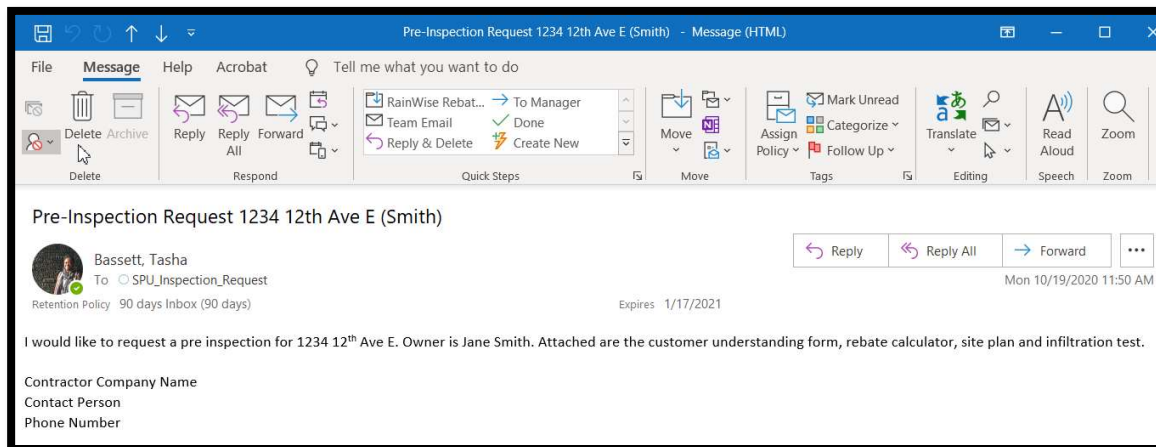 Pre-Inspection Request 1234 12th Ave E (Smith) - Message (HTML)
File Message Help Acrobat Tell me what you want to do
Delete Archive Reply Reply All Forward
RainWise Rebat... To Manager
Team Email Done
Reply & Delete Create New
Move Assign Policy Mark Unread
Categorize
Follow Up
Translate Read Aloud Zoom
Delete Respond Quick Steps Move Tags Editing Speech Zoom
Pre-Inspection Request 1234 12th Ave E (Smith)
Bassett, Tasha
To SPU_Inspection_Request
Reply Reply All Forward
Mon 10/19/2020 11:50 AM
Retention Policy 90 days Inbox (90 days) Expires 1/17/2021
I would like to request a pre inspection for 1234 12th Ave E. Owner is Jane Smith. Attached are the customer understanding form, rebate calculator, site plan and infiltration test.
Contractor Company Name
Contact Person
Phone Number